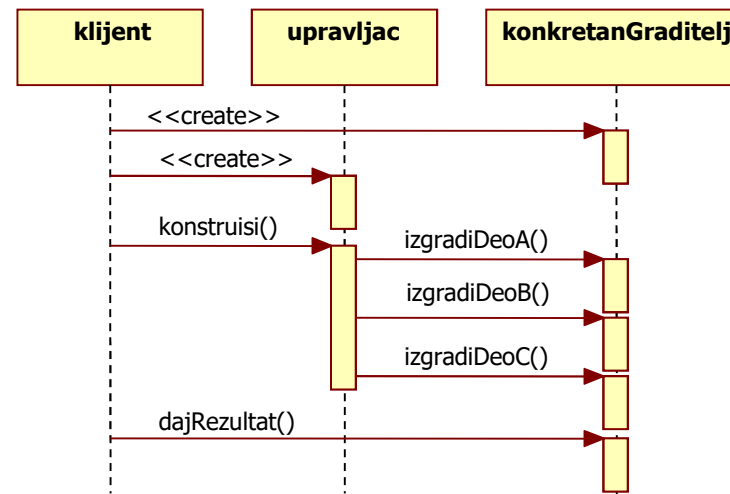 klijent
upravljac
konkretanGraditelj
<<create>>
<<create>>
konstruisi()
izgradiDeoA()
izgradiDeoB()
izgradiDeoC()
dajRezultat()